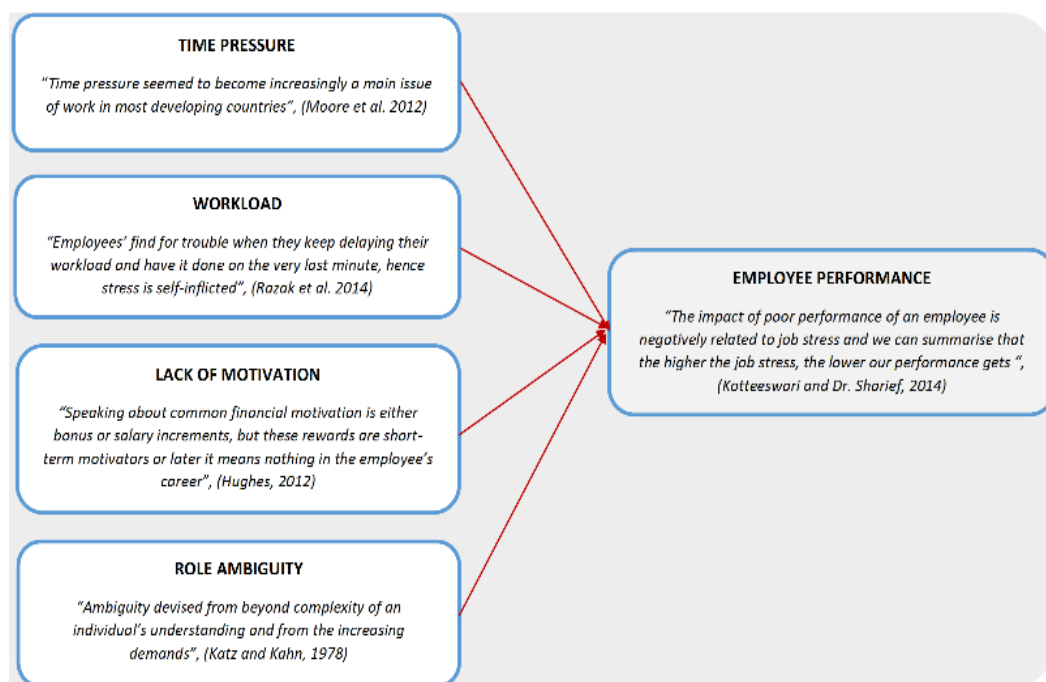 TIME PRESSURE
“Time pressure seemed to become increasingly a main issue
of work in most developing countries”, (Moore et al. 2012)
WORKLOAD
“Employees’ find for trouble when they keep delaying their
workload and have it done on the very last minute, hence
stress is self-inflicted”, (Razak et al. 2014)
LACK OF MOTIVATION
“Speaking about common financial motivation is either
bonus or salary increments, but these rewards are short-
term motivators or later it means nothing in the employee’s
career”, (Hughes, 2012)
ROLE AMBIGUITY
“Ambiguity devised from beyond complexity of an
individual’s understanding and from the increasing
demands”, (Katz and Kahn, 1978)
EMPLOYEE PERFORMANCE
“The impact of poor performance of an employee is
negatively related to job stress and we can summarise that
the higher the job stress, the lower our performance gets “,
(Kotteeswari and Dr. Sharief, 2014)